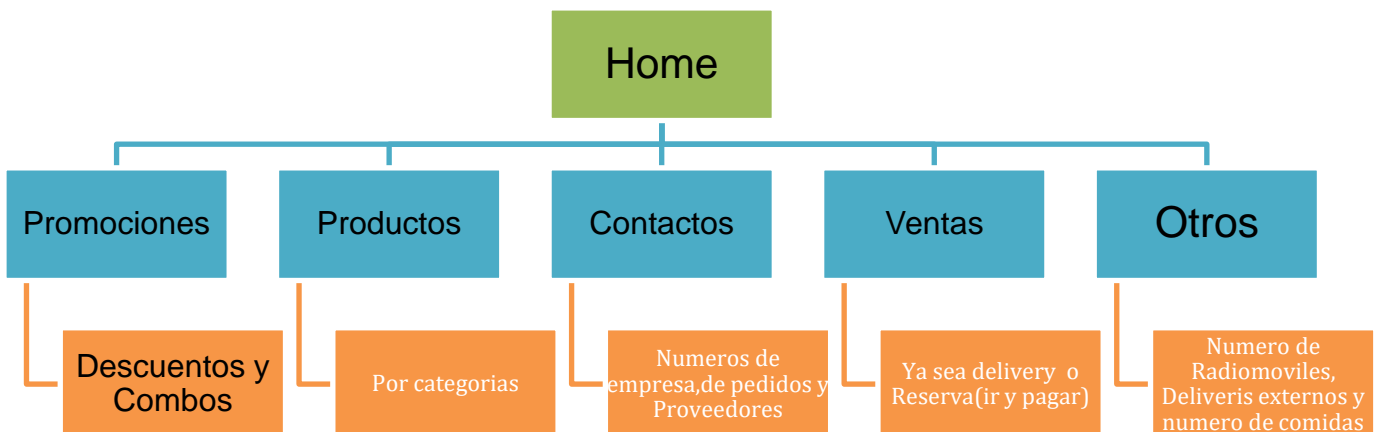 Home
Promociones
Productos
Contactos
Ventas
Otros
Descuentos y
Combos
Por categorias
Numeros de
empresa,de pedidos y
Proveedores
Ya sea delivery o
Reserva(ir y pagar)
Numero de
Radiomoviles,
Deliveris externos y
numero de comidas